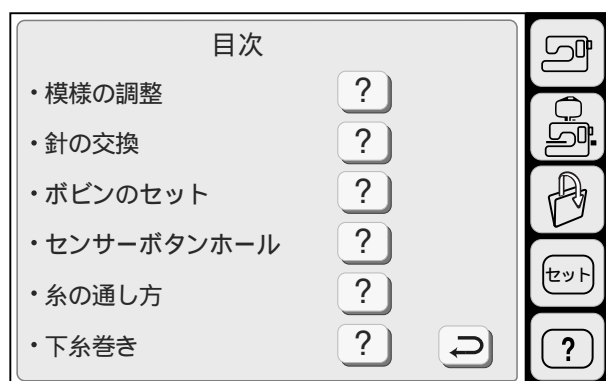 目次
・模様の調整 ?
・針の交換 ?
・ボビンのセット ?
・センサーボタンホール ?
・糸の通し方 ?
・下糸巻き ?
セット
?